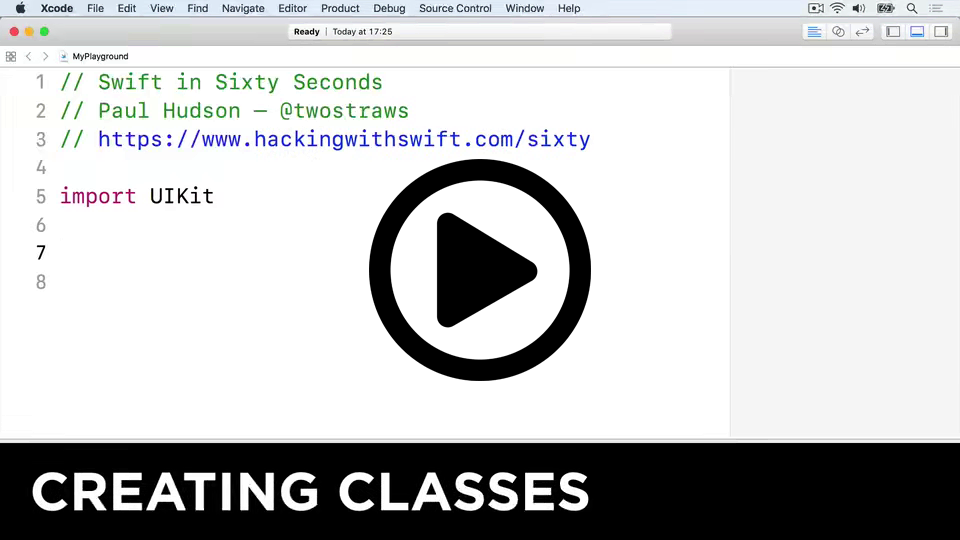 Xcode File Edit View Find Navigate Editor Product Debug Source Control Window Help
Ready | Today at 17:25
MyPlayground
1 // Swift in Sixty Seconds
2 // Paul Hudson — @twostraws
3 // https://www.hackingwithswift.com/sixty
4
5 import UIKit
6
7
8
CREATING CLASSES